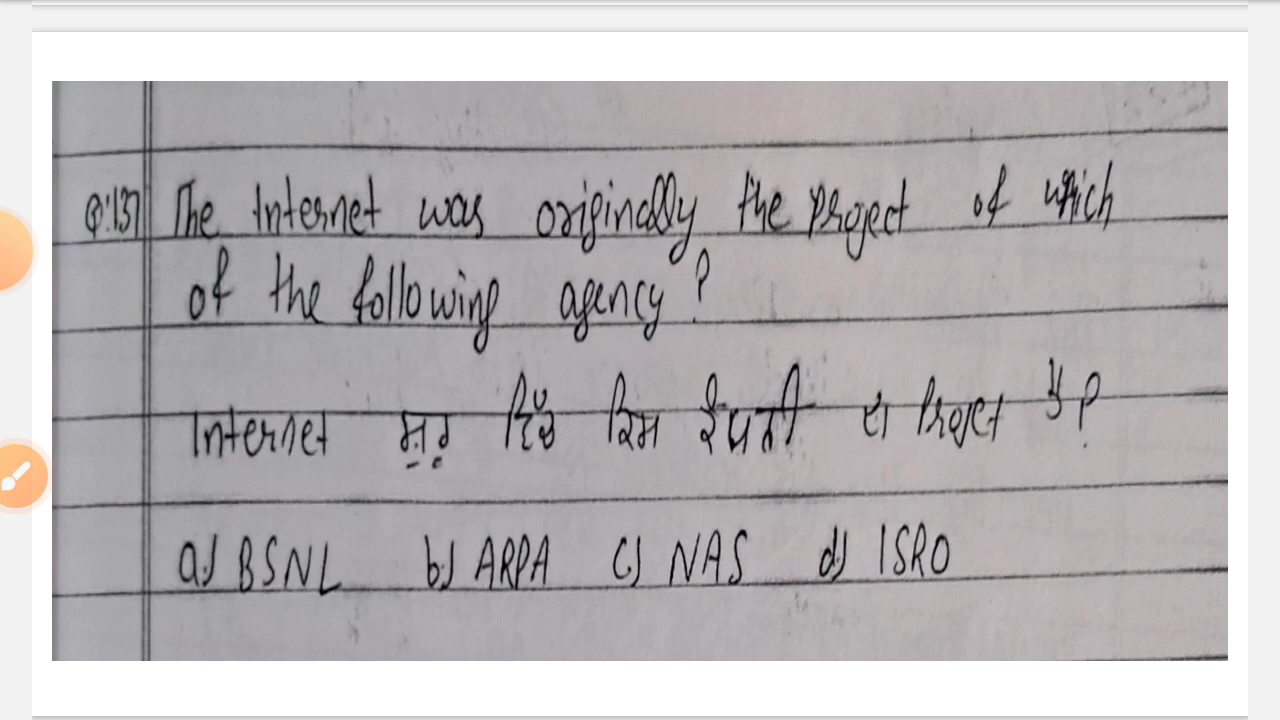 Q:137 The Internet was originally the project of which
of the following agency?
Internet ਸ਼ੁਰੂ ਵਿੱਚ ਕਿਸ ਕੰਪਨੀ ਦਾ Project ਹੈ?
a) BSNL b) ARPA c) NAS d) ISRO